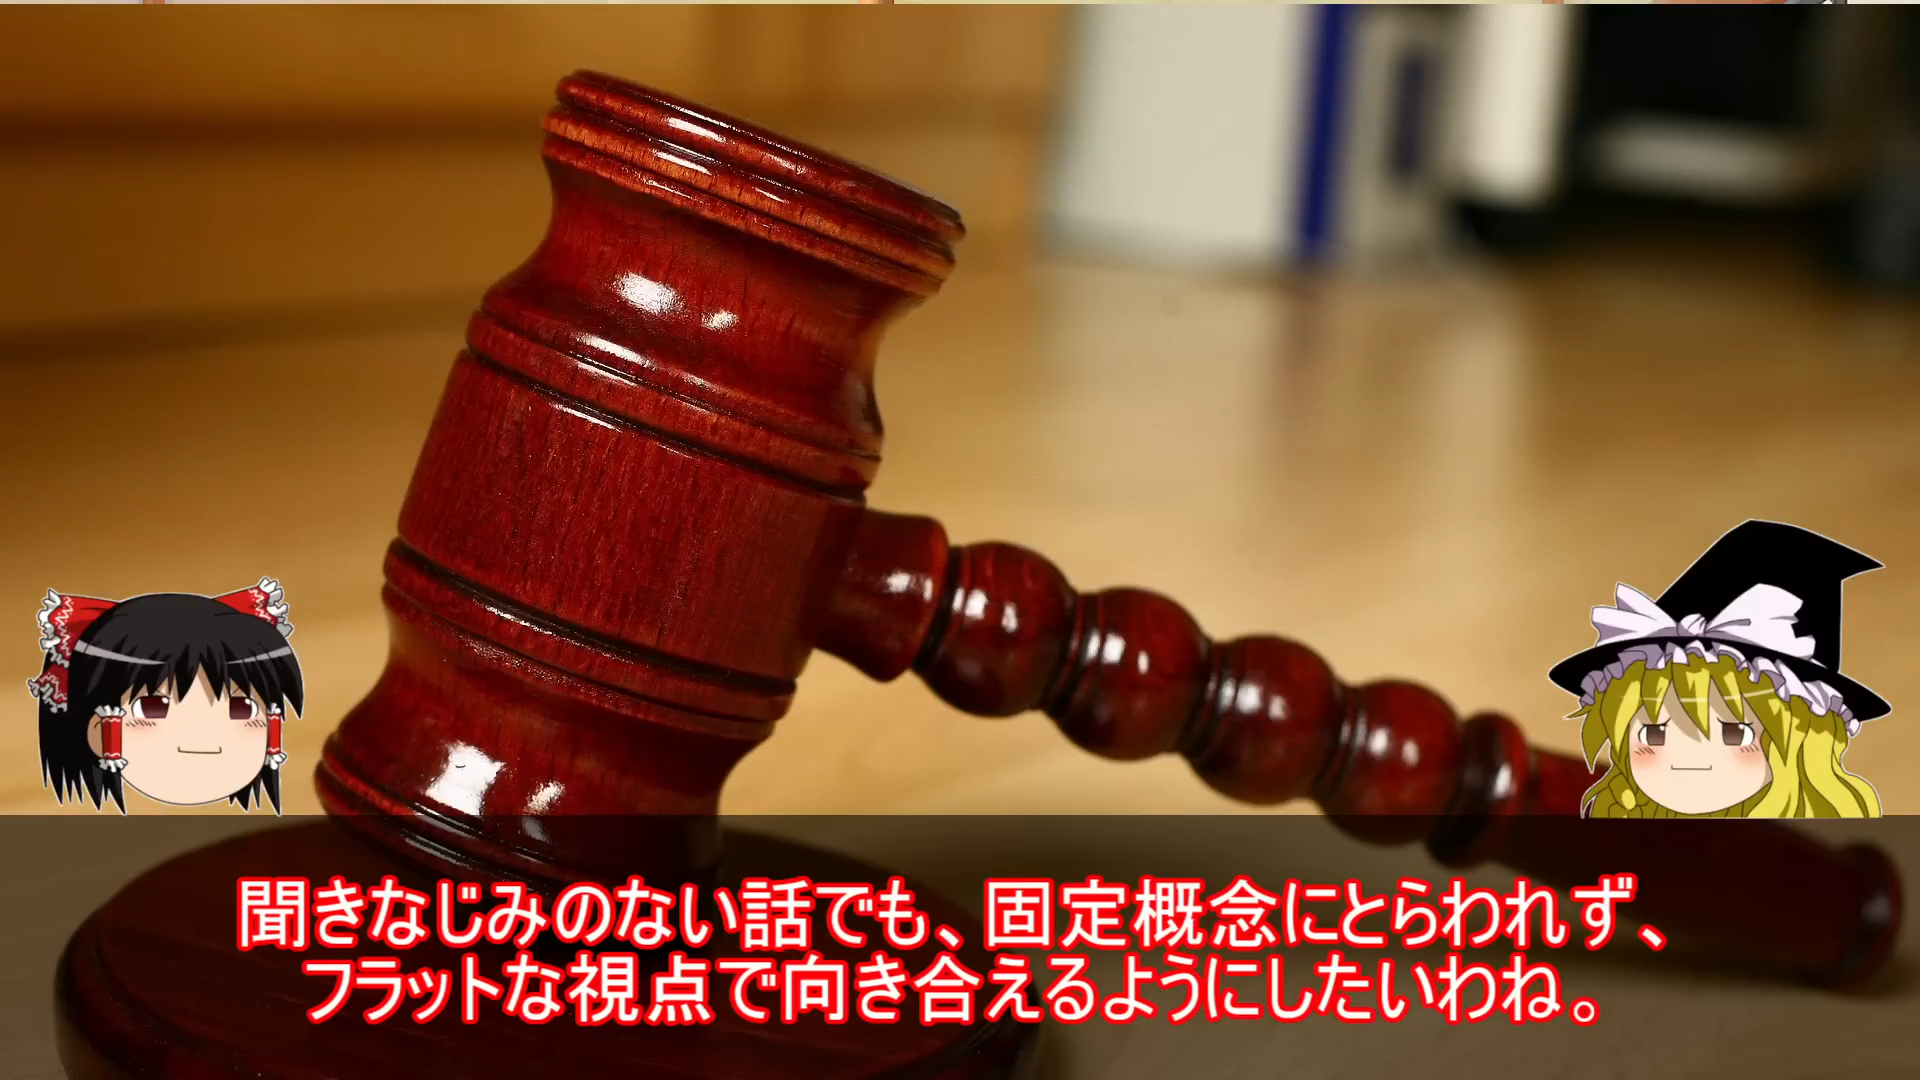 聞きなじみのない話でも、固定概念にとらわれず、
フラットな視点で向き合えるようにしたいわね。